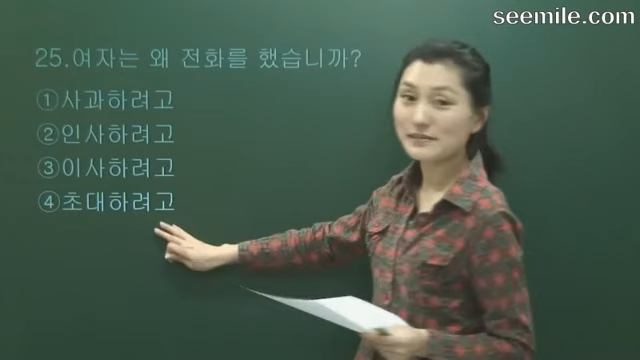 seemile.com
25.여자는 왜 전화를 했습니까?
①사과하려고
②인사하려고
③이사하려고
④초대하려고